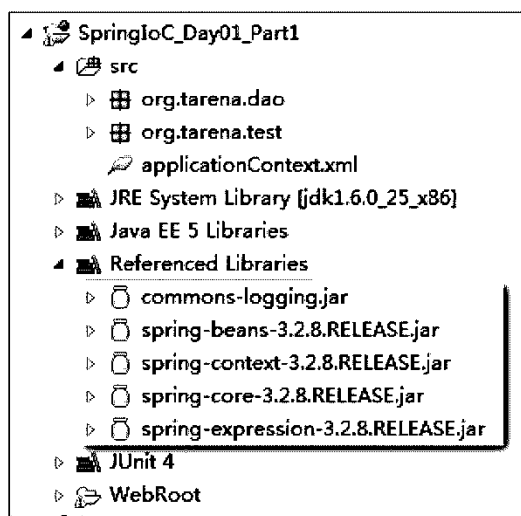 SpringIoC_Day01_Part1
src
org.tarena.dao
org.tarena.test
applicationContext.xml
JRE System Library [jdk1.6.0_25_x86]
Java EE 5 Libraries
Referenced Libraries
commons-logging.jar
spring-beans-3.2.8.RELEASE.jar
spring-context-3.2.8.RELEASE.jar
spring-core-3.2.8.RELEASE.jar
spring-expression-3.2.8.RELEASE.jar
JUnit 4
WebRoot